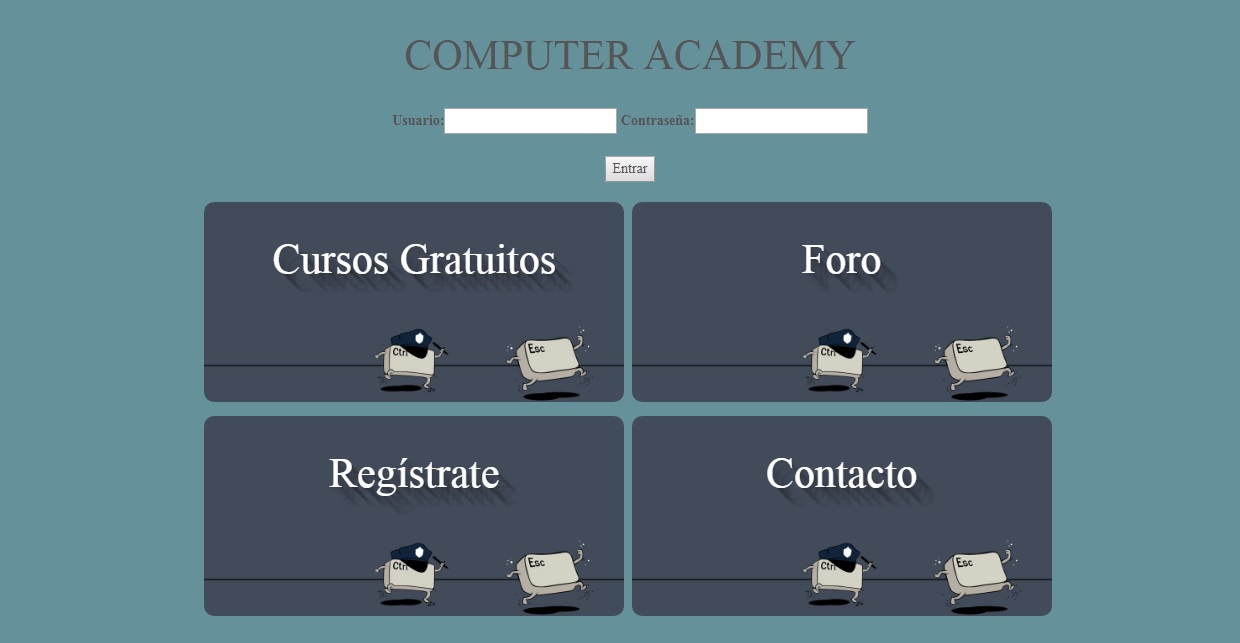 COMPUTER ACADEMY
Usuario: Contraseña:
Entrar
Cursos Gratuitos
Foro
Ctrl
Esc
Ctrl
Esc
Regístrate
Contacto
Ctrl
Esc
Ctrl
Esc